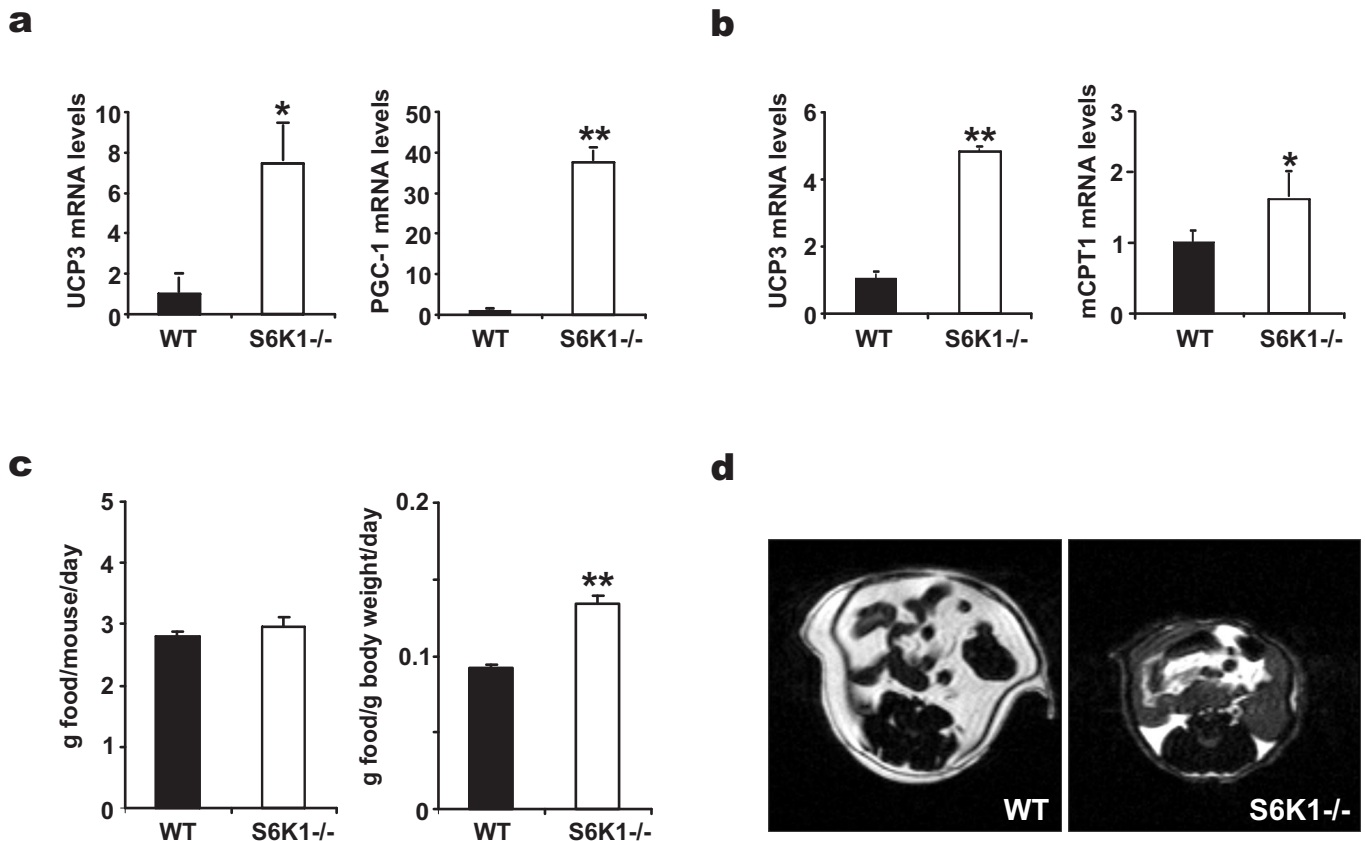 a
UCP3 mRNA levels
10
8
6
4
2
0
*
WT S6K1-/-
PGC-1 mRNA levels
50
40
30
20
10
0
**
WT S6K1-/-
b
UCP3 mRNA levels
6
4
2
0
**
WT S6K1-/-
mCPT1 mRNA levels
3
2
1
0
*
WT S6K1-/-
c
g food/mouse/day
5
4
3
2
1
0
WT S6K1-/-
g food/g body weight/day
0.2
0.1
0
**
WT S6K1-/-
d
WT
S6K1-/-